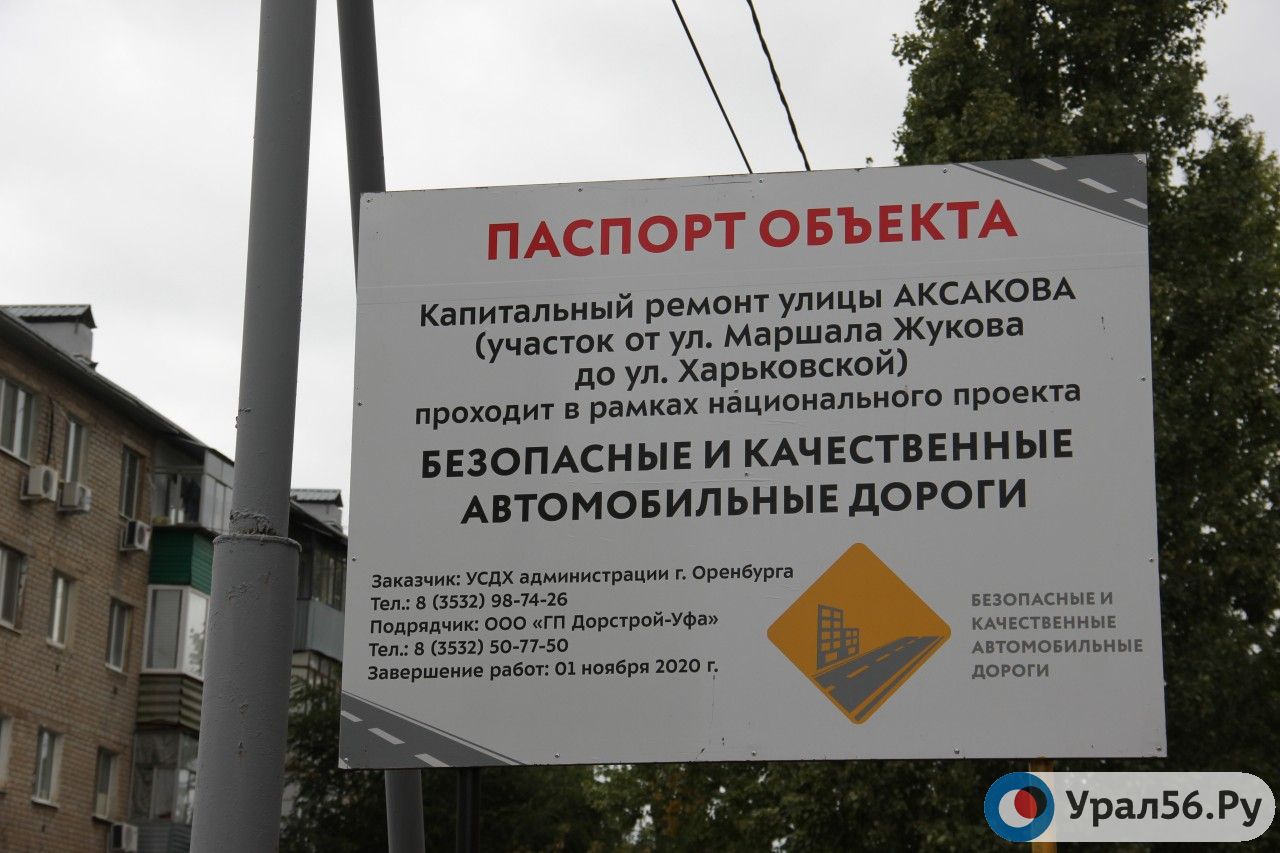 ПАСПОРТ ОБЪЕКТА
Капитальный ремонт улицы АКСАКОВА
(участок от ул. Маршала Жукова
до ул. Харьковской)
проходит в рамках национального проекта
БЕЗОПАСНЫЕ И КАЧЕСТВЕННЫЕ
АВТОМОБИЛЬНЫЕ ДОРОГИ
Заказчик: УСДХ администрации г. Оренбурга
Тел.: 8 (3532) 98-74-26
Подрядчик: ООО «ГП Дорстрой-Уфа»
Тел.: 8 (3532) 50-77-50
Завершение работ: 01 ноября 2020 г.
БЕЗОПАСНЫЕ И
КАЧЕСТВЕННЫЕ
АВТОМОБИЛЬНЫЕ
ДОРОГИ
Урал56.Ру